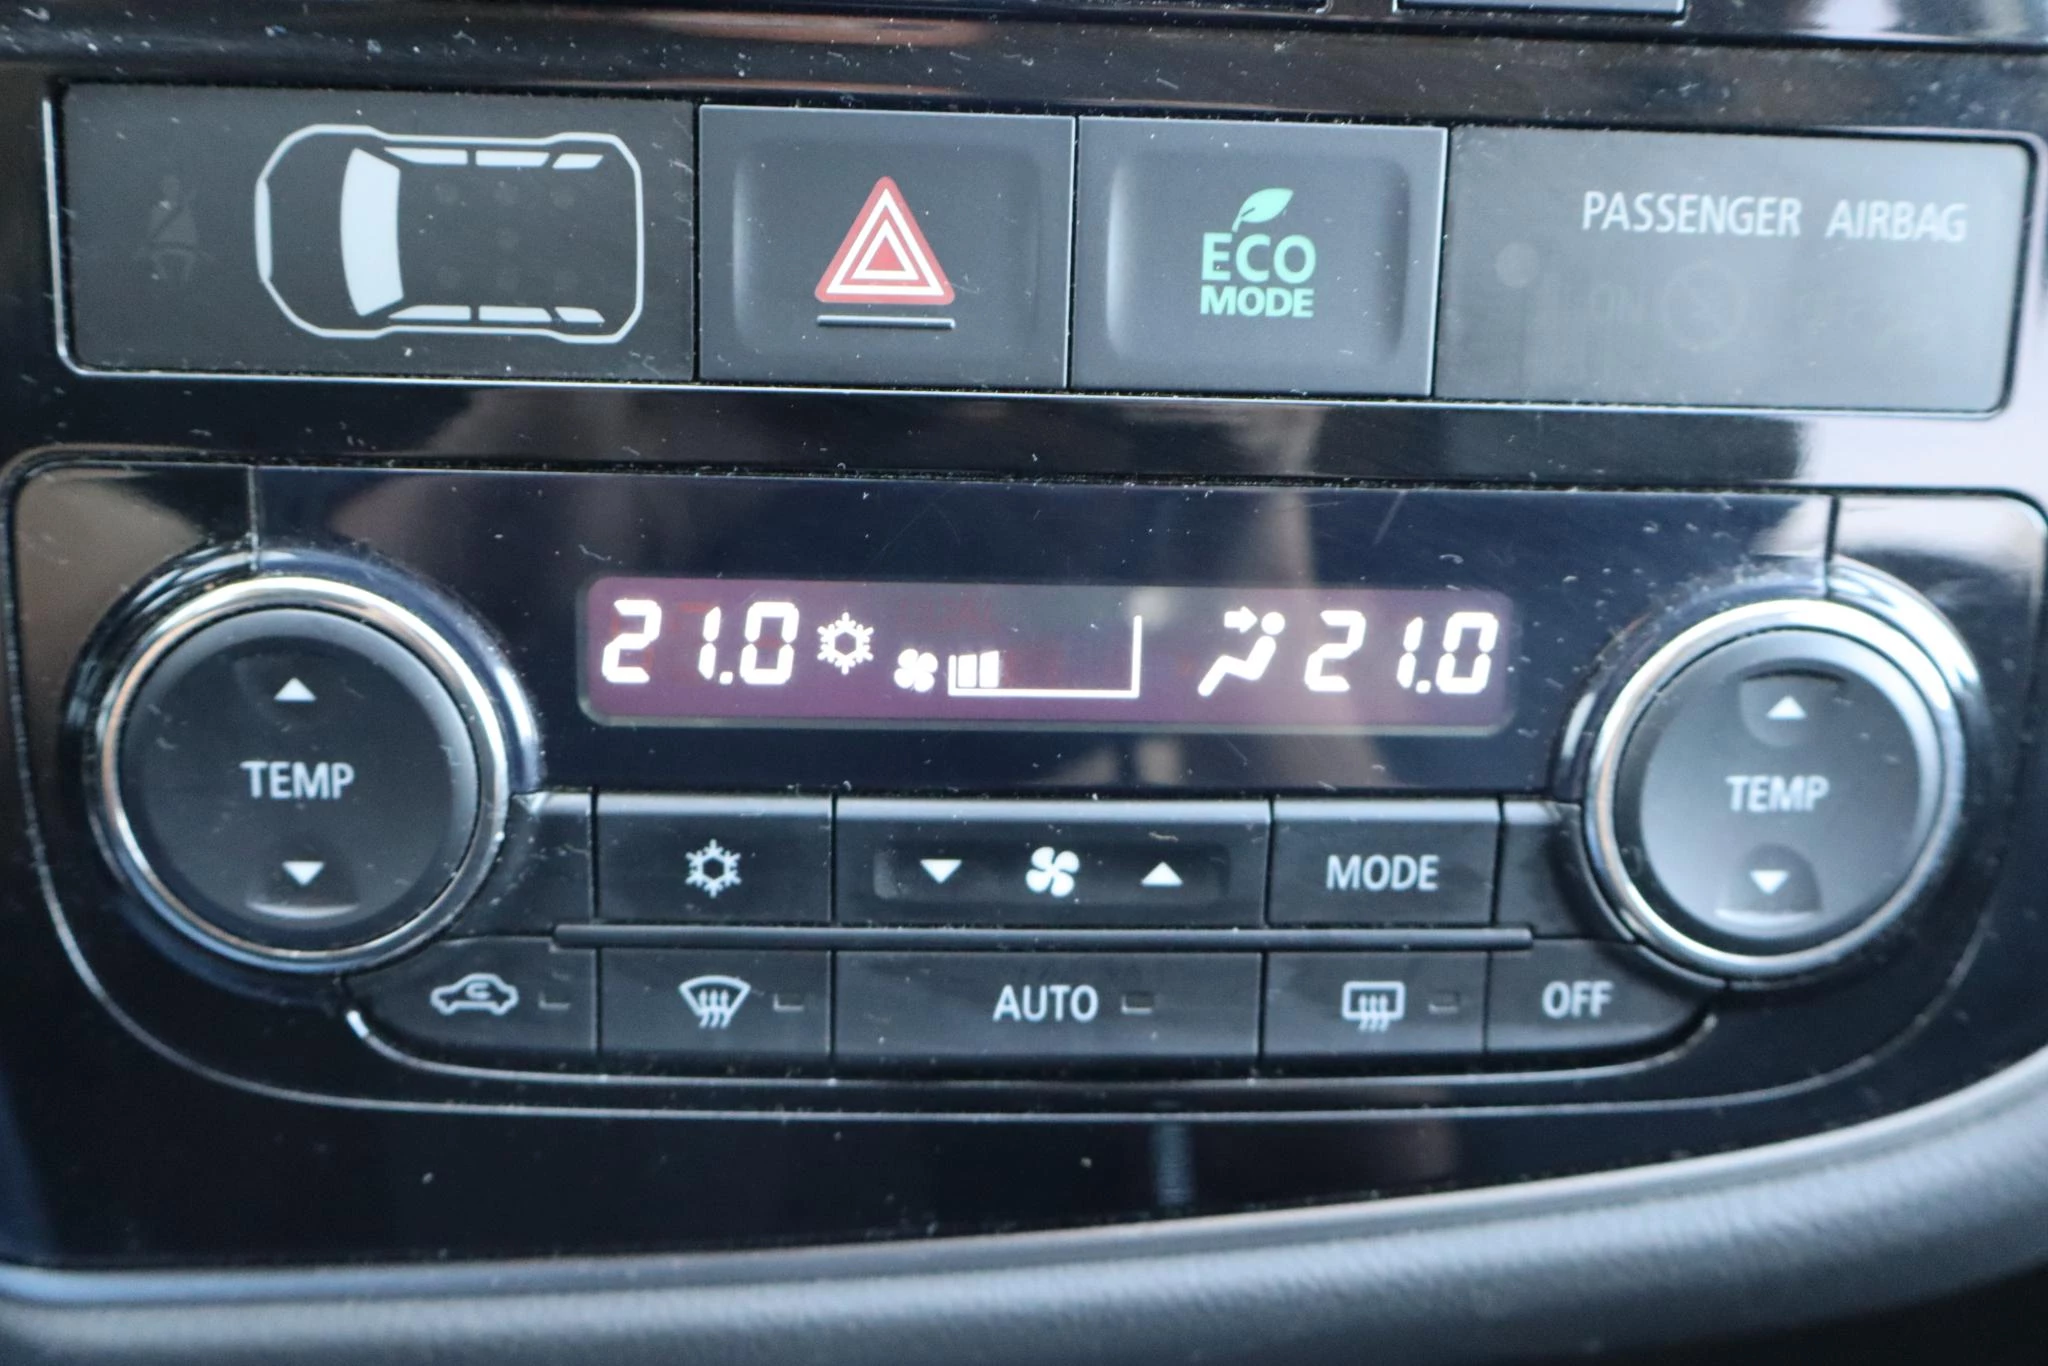 PASSENGER AIRBAG
ECO
MODE
21.0 21.0
TEMP
TEMP
MODE
AUTO
OFF